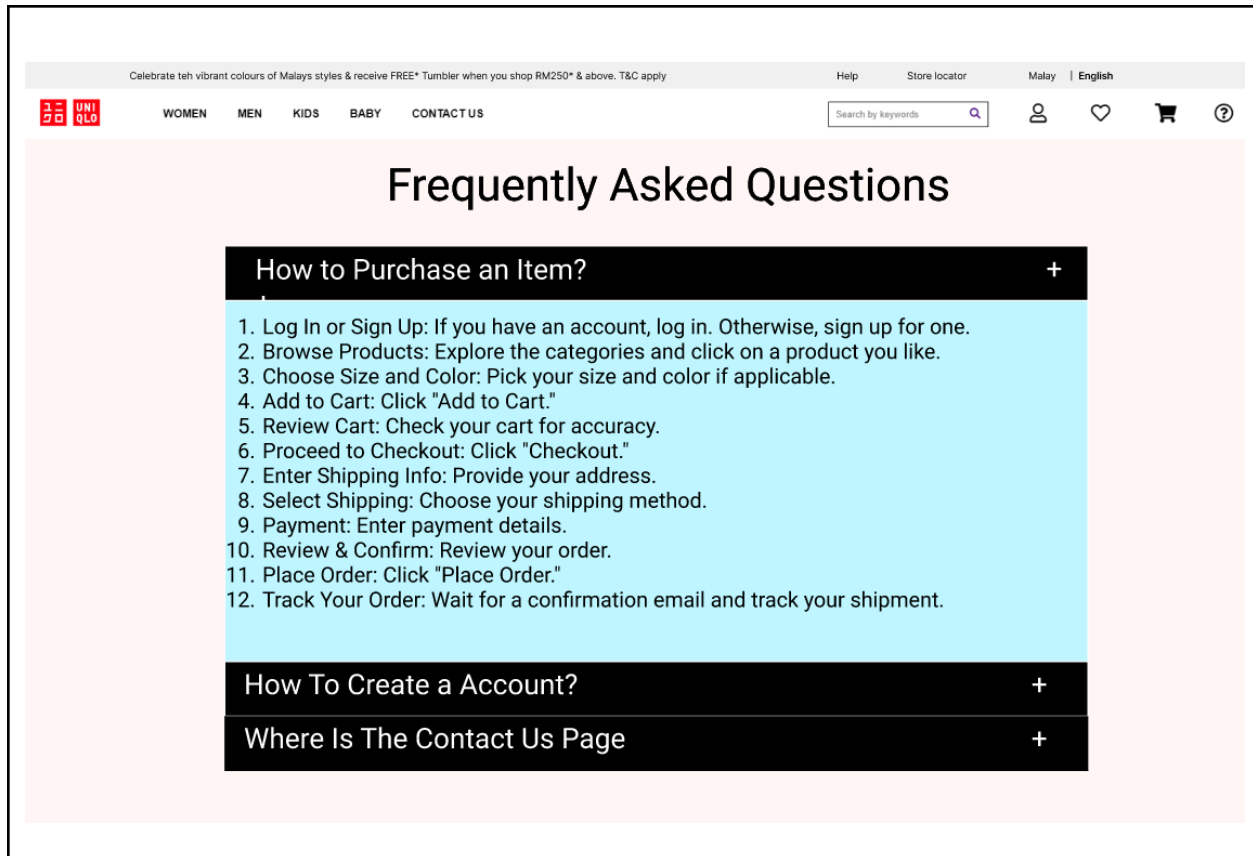 Celebrate teh vibrant colours of Malays styles & receive FREE* Tumbler when you shop RM250* & above. T&C apply
Help
Store locator
Malay | English
ユニ
クロ
UNI
QLO
WOMEN
MEN
KIDS
BABY
CONTACT US
Search by keywords
Frequently Asked Questions
How to Purchase an Item? +
1. Log In or Sign Up: If you have an account, log in. Otherwise, sign up for one.
2. Browse Products: Explore the categories and click on a product you like.
3. Choose Size and Color: Pick your size and color if applicable.
4. Add to Cart: Click "Add to Cart."
5. Review Cart: Check your cart for accuracy.
6. Proceed to Checkout: Click "Checkout."
7. Enter Shipping Info: Provide your address.
8. Select Shipping: Choose your shipping method.
9. Payment: Enter payment details.
10. Review & Confirm: Review your order.
11. Place Order: Click "Place Order."
12. Track Your Order: Wait for a confirmation email and track your shipment.
How To Create a Account? +
Where Is The Contact Us Page +